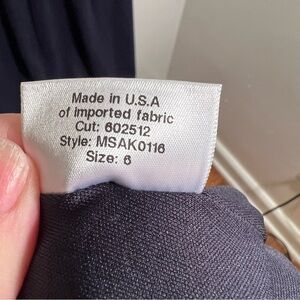 Made in U.S.A
of imported fabric
Cut: 602512
Style: MSAK0116
Size: 6